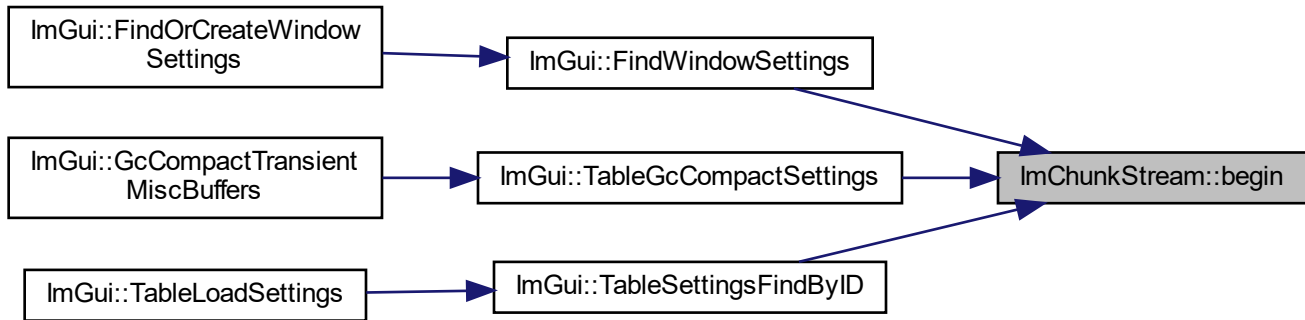 ImGui::FindOrCreateWindow
Settings
ImGui::FindWindowSettings
ImGui::GcCompactTransient
MiscBuffers
ImGui::TableGcCompactSettings
ImChunkStream::begin
ImGui::TableLoadSettings
ImGui::TableSettingsFindByID